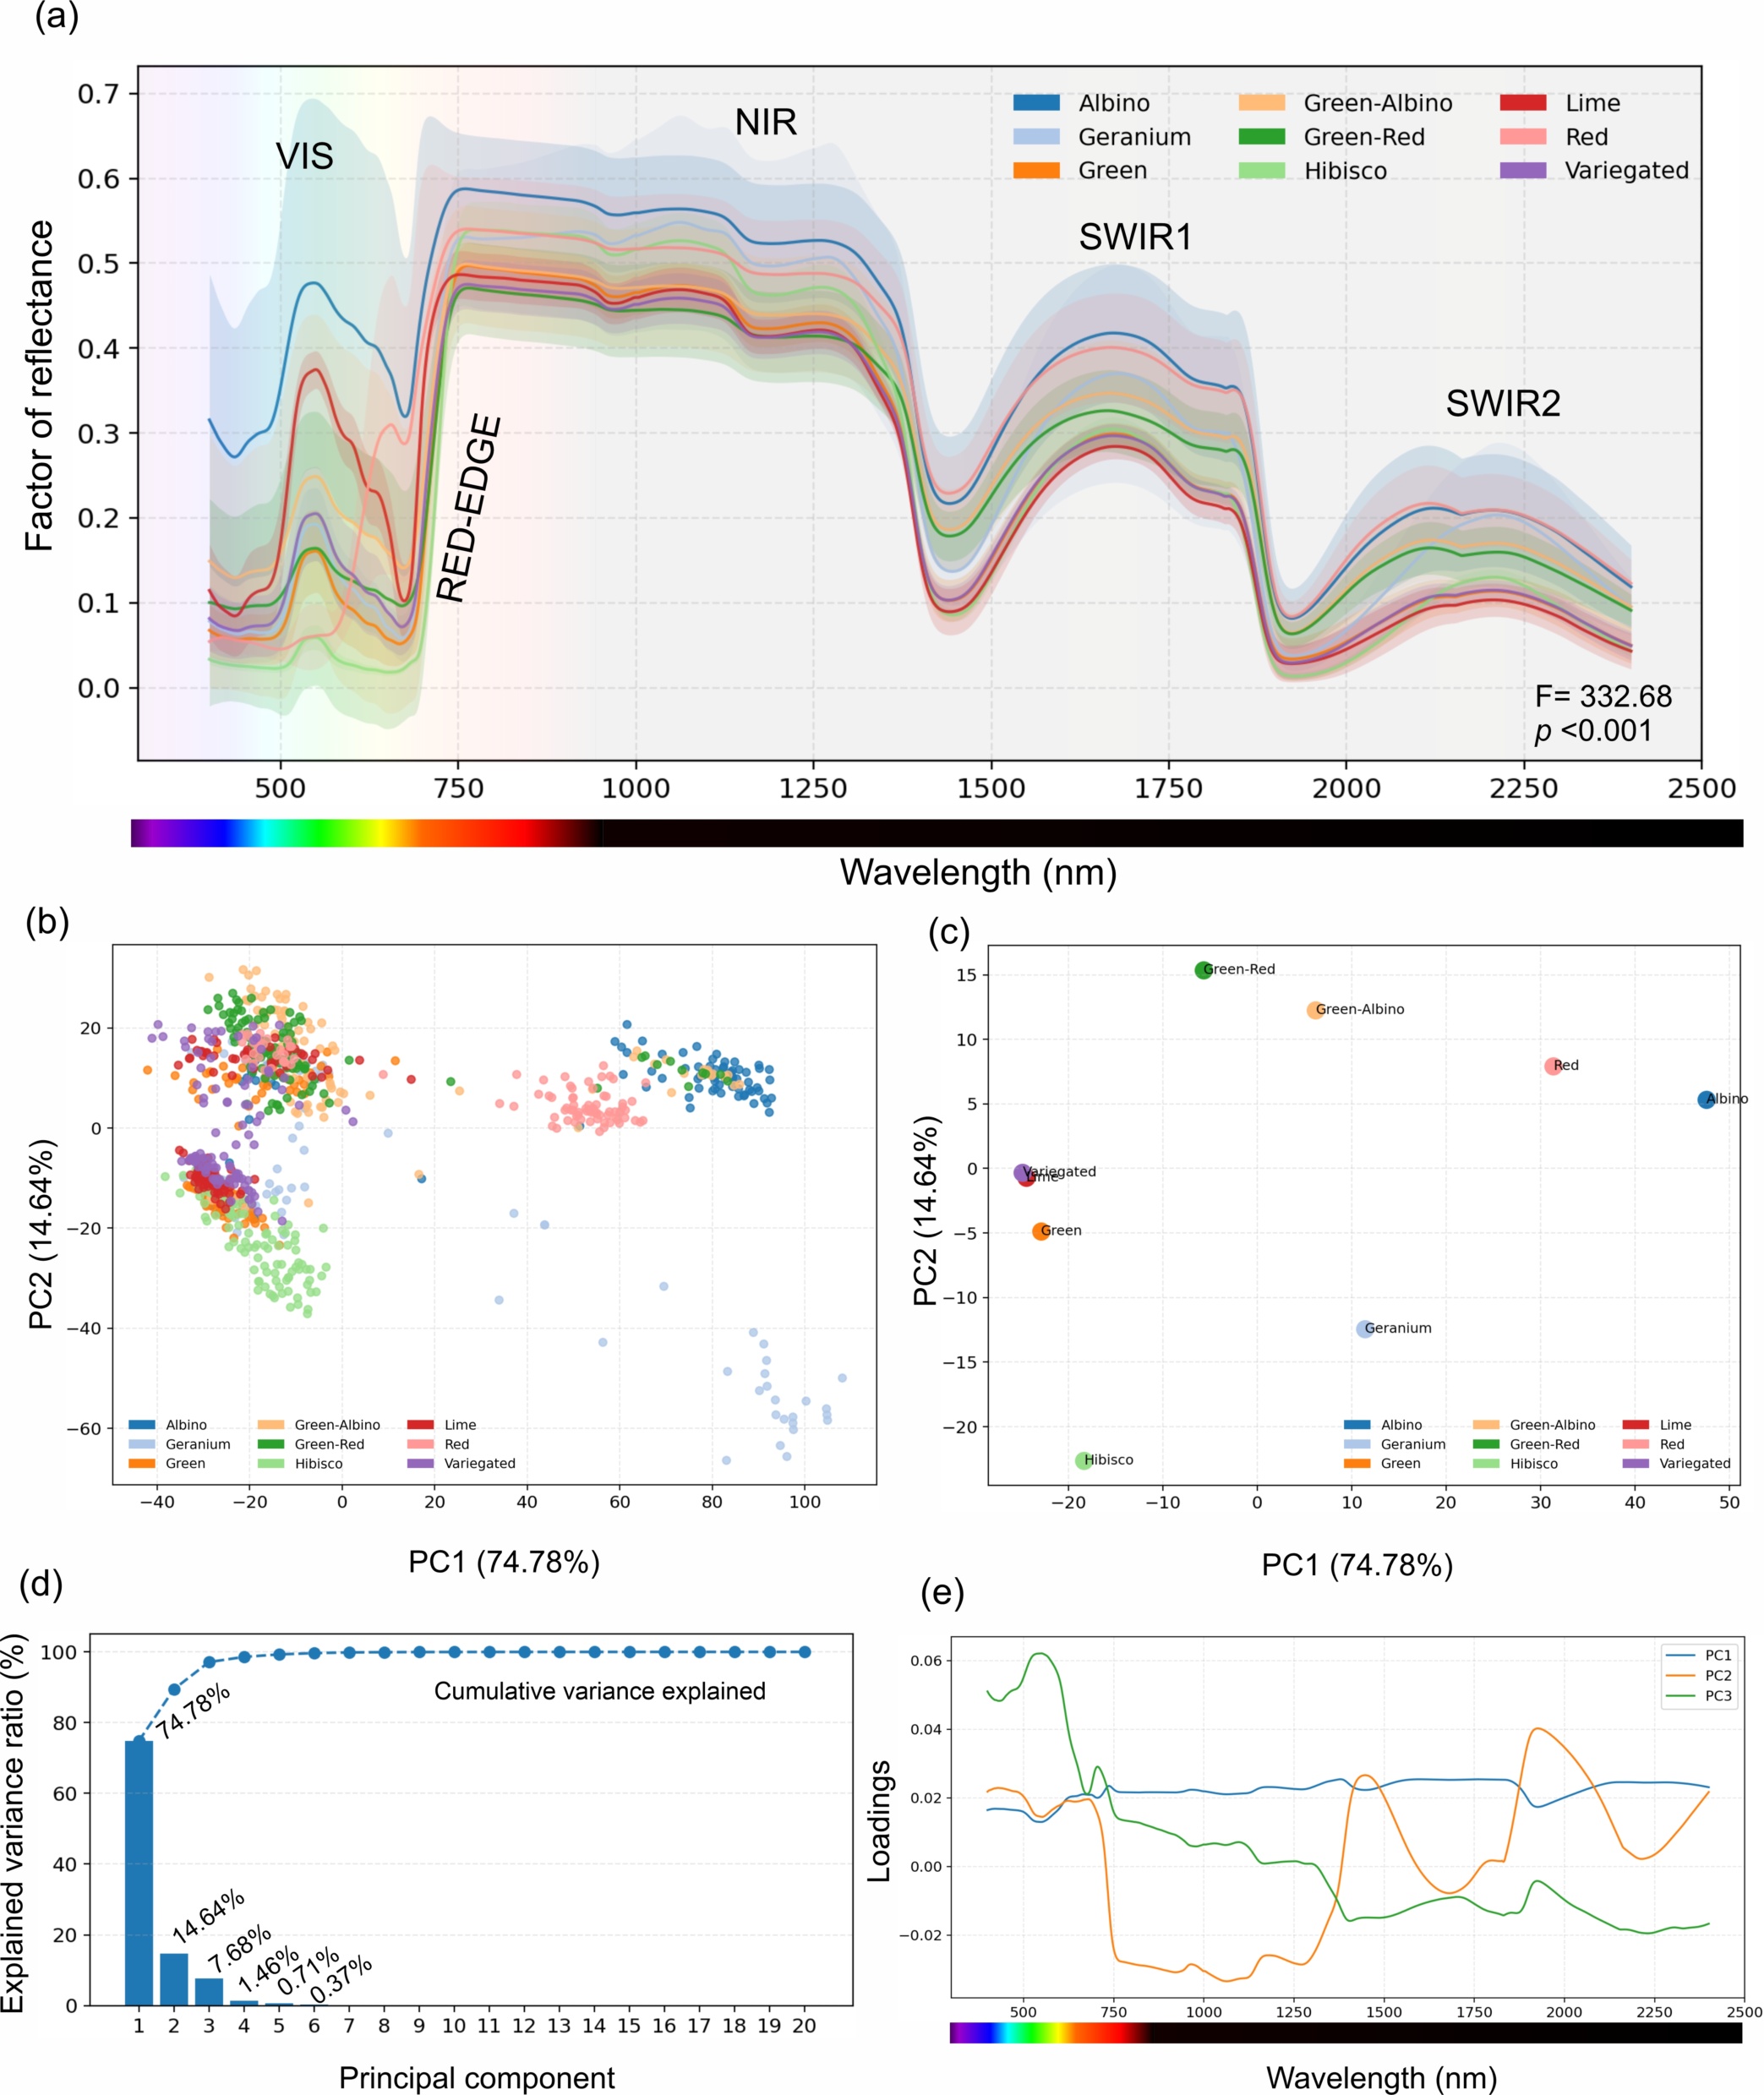 (a)
Factor of reflectance
0.7
0.6
0.5
0.4
0.3
0.2
0.1
0.0
VIS
RED-EDGE
NIR
SWIR1
SWIR2
Albino Green-Albino Lime
Geranium Green-Red Red
Green Hibisco Variegated
F= 332.68
p <0.001
500 750 1000 1250 1500 1750 2000 2250 2500
Wavelength (nm)
(b)
PC2 (14.64%)
20
0
−20
−40
−60
Albino Green-Albino Lime
Geranium Green-Red Red
Green Hibisco Variegated
−40 −20 0 20 40 60 80 100
PC1 (74.78%)
(c)
PC2 (14.64%)
15
10
5
0
−5
−10
−15
−20
Green-Red
Green-Albino
Red
Albino
Variegated
Lime
Green
Geranium
Hibisco
Albino Green-Albino Lime
Geranium Green-Red Red
Green Hibisco Variegated
−20 −10 0 10 20 30 40 50
PC1 (74.78%)
(d)
Explained variance ratio (%)
100
80
60
40
20
0
Cumulative variance explained
74.78%
14.64%
7.68%
1.46%
0.71%
0.37%
1 2 3 4 5 6 7 8 9 10 11 12 13 14 15 16 17 18 19 20
Principal component
(e)
Loadings
0.06
0.04
0.02
0.00
−0.02
PC1
PC2
PC3
500 750 1000 1250 1500 1750 2000 2250 2500
Wavelength (nm)